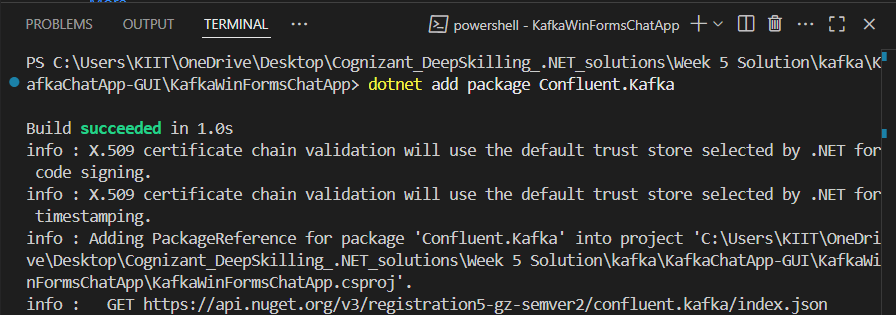 PROBLEMS OUTPUT TERMINAL ··· powershell - KafkaWinFormsChatApp
PS C:\Users\KIIT\OneDrive\Desktop\Cognizant_DeepSkilling_.NET_solutions\Week 5 Solution\kafka\K
afkaChatApp-GUI\KafkaWinFormsChatApp> dotnet add package Confluent.Kafka
Build succeeded in 1.0s
info : X.509 certificate chain validation will use the default trust store selected by .NET for
code signing.
info : X.509 certificate chain validation will use the default trust store selected by .NET for
timestamping.
info : Adding PackageReference for package 'Confluent.Kafka' into project 'C:\Users\KIIT\OneDri
ve\Desktop\Cognizant_DeepSkilling_.NET_solutions\Week 5 Solution\kafka\KafkaChatApp-GUI\KafkaWi
nFormsChatApp\KafkaWinFormsChatApp.csproj'.
info :   GET https://api.nuget.org/v3/registration5-gz-semver2/confluent.kafka/index.json